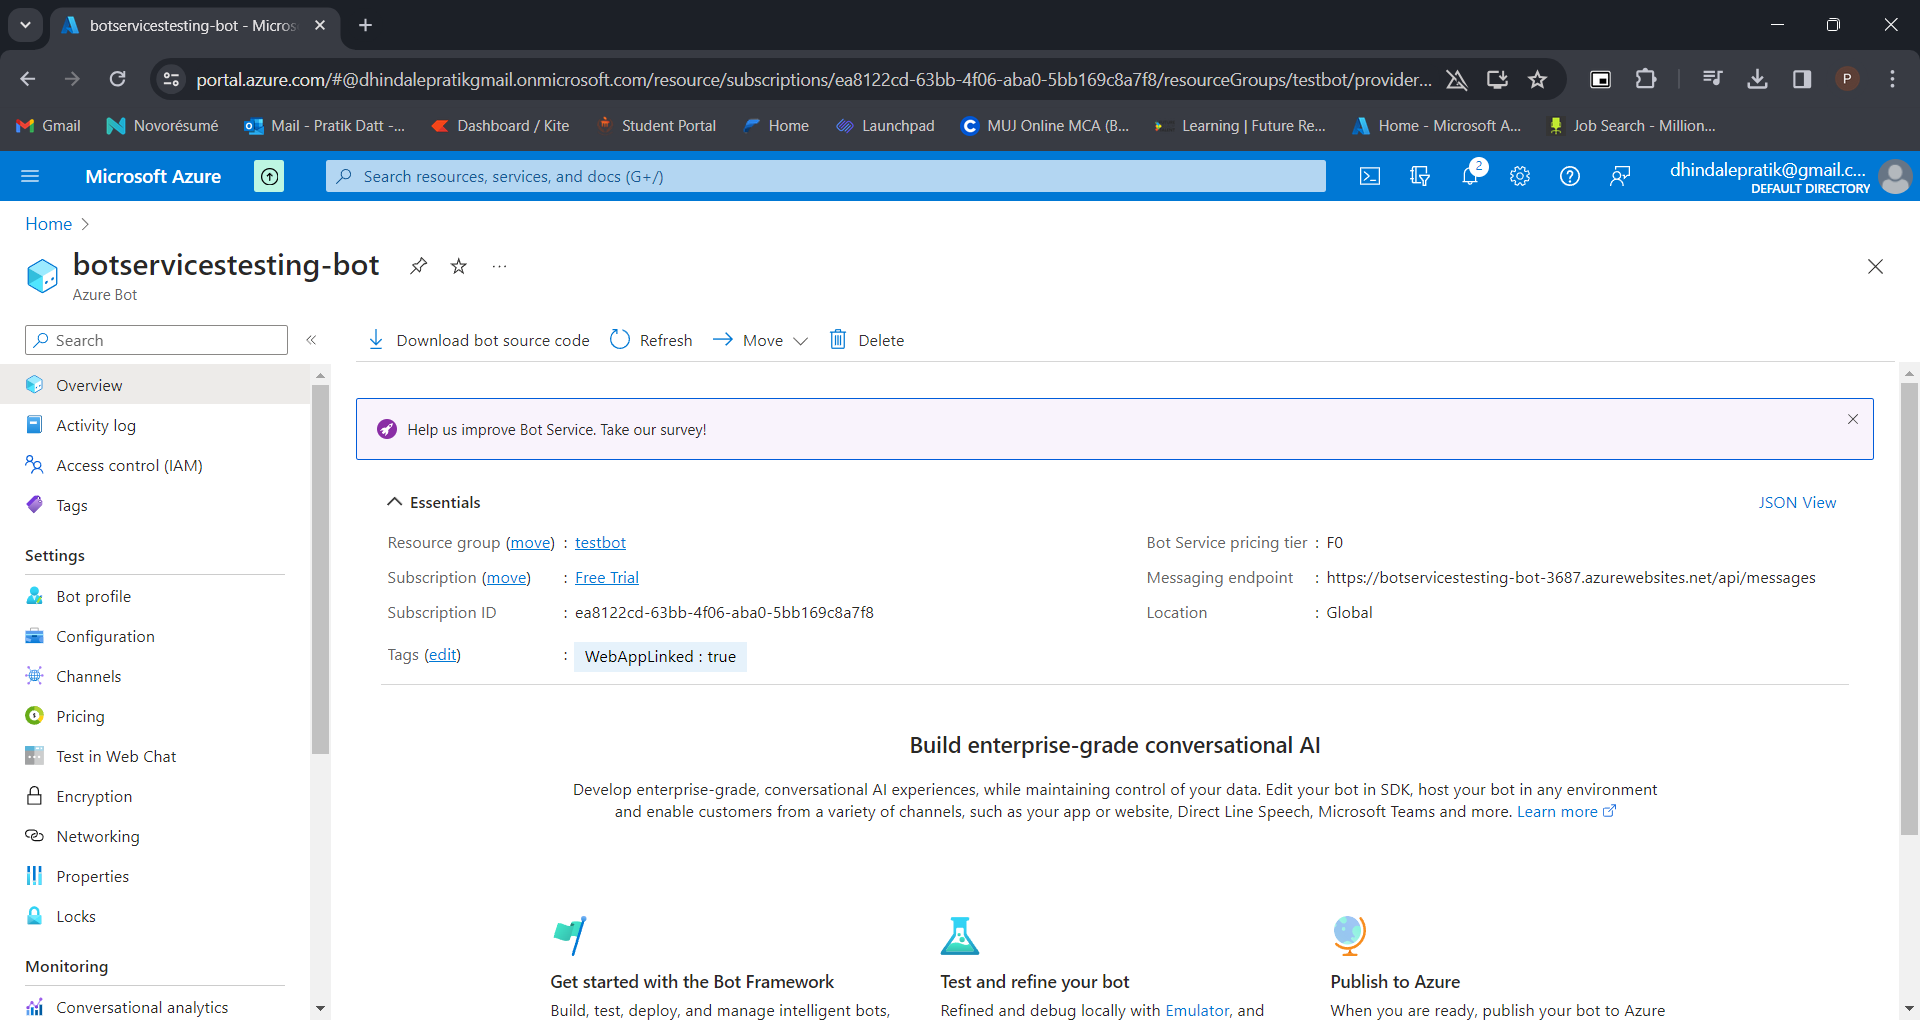 botservicestesting-bot - Micros
portal.azure.com/#@dhindalepratikgmail.onmicrosoft.com/resource/subscriptions/ea8122cd-63bb-4f06-aba0-5bb169c8a7f8/resourceGroups/testbot/provider...
P
Gmail
Novorésumé
Mail - Pratik Datt -...
Dashboard / Kite
Student Portal
Home
Launchpad
MUJ Online MCA (B...
Learning | Future Re...
Home - Microsoft A...
Job Search - Million...
Microsoft Azure
Search resources, services, and docs (G+/)
2
dhindalepratik@gmail.c...
DEFAULT DIRECTORY
Home
botservicestesting-bot
Azure Bot
Search
Download bot source code
Refresh
Move
Delete
Overview
Activity log
Access control (IAM)
Tags
Settings
Bot profile
Configuration
Channels
Pricing
Test in Web Chat
Encryption
Networking
Properties
Locks
Monitoring
Conversational analytics
Help us improve Bot Service. Take our survey!
Essentials
JSON View
Resource group (move) : testbot
Subscription (move) : Free Trial
Subscription ID : ea8122cd-63bb-4f06-aba0-5bb169c8a7f8
Tags (edit) : WebAppLinked : true
Bot Service pricing tier : F0
Messaging endpoint : https://botservicestesting-bot-3687.azurewebsites.net/api/messages
Location : Global
Build enterprise-grade conversational AI
Develop enterprise-grade, conversational AI experiences, while maintaining control of your data. Edit your bot in SDK, host your bot in any environment
and enable customers from a variety of channels, such as your app or website, Direct Line Speech, Microsoft Teams and more. Learn more
Get started with the Bot Framework
Build, test, deploy, and manage intelligent bots,
Test and refine your bot
Refined and debug locally with Emulator, and
Publish to Azure
When you are ready, publish your bot to Azure